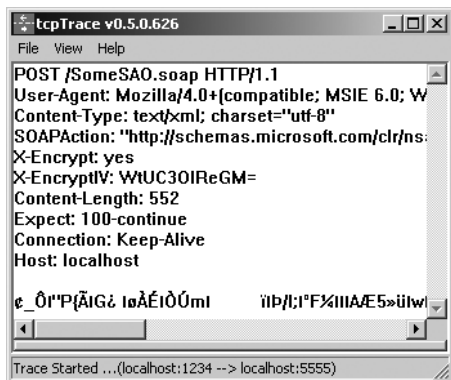 tcpTrace v0.5.0.626
File View Help
POST /SomeSAO.soap HTTP/1.1
User-Agent: Mozilla/4.0+(compatible; MSIE 6.0; W
Content-Type: text/xml; charset="utf-8"
SOAPAction: "http://schemas.microsoft.com/clr/ns
X-Encrypt: yes
X-EncryptIV: WtUC3OIReGM=
Content-Length: 552
Expect: 100-continue
Connection: Keep-Alive
Host: localhost
Trace Started ...(localhost:1234 --> localhost:5555)